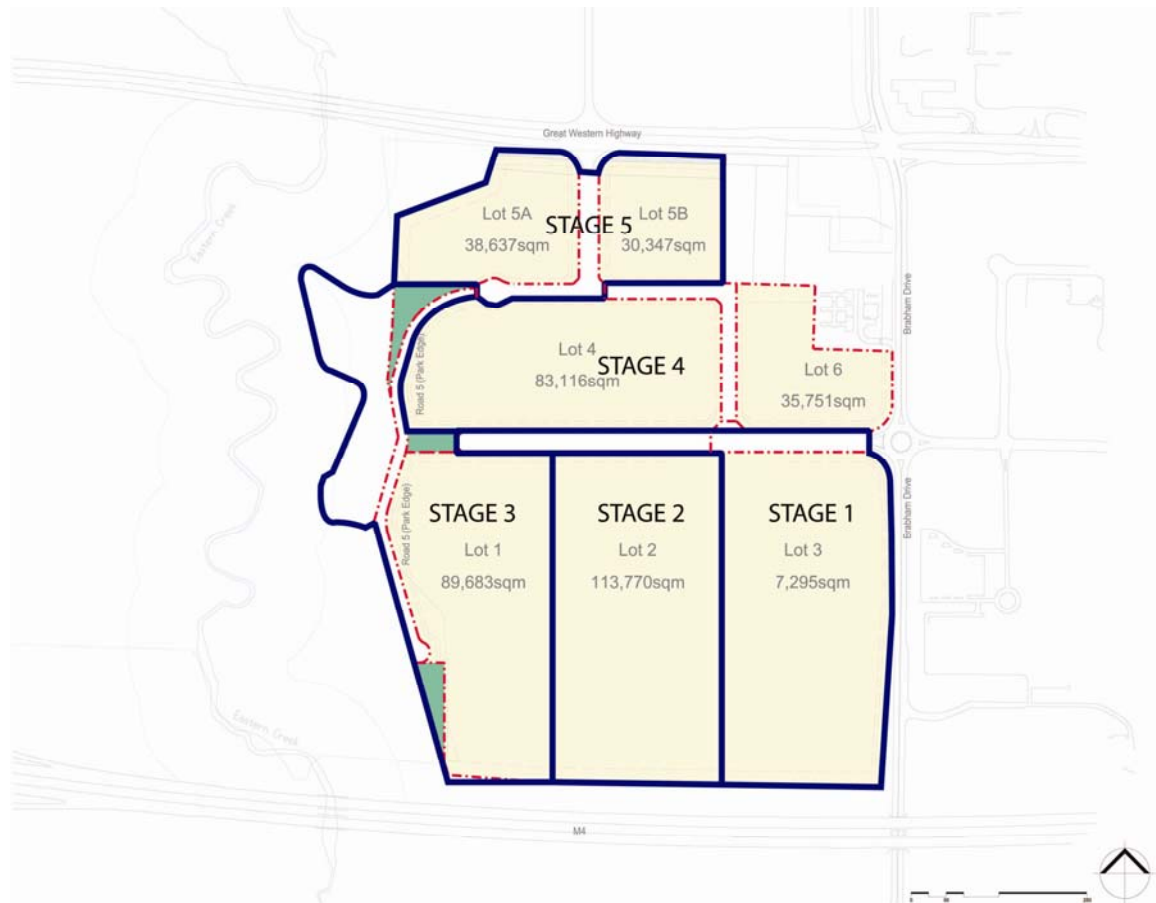 Great Western Highway
Lot 5A
38,637sqm
STAGE 5
Lot 5B
30,347sqm
Eastern Creek
Brabham Drive
Road 5 (Park Edge)
Lot 4
83,116sqm
STAGE 4
Lot 6
35,751sqm
STAGE 3
Lot 1
89,683sqm
STAGE 2
Lot 2
113,770sqm
STAGE 1
Lot 3
7,295sqm
Road 5 (Park Edge)
Brabham Drive
Eastern Creek
M4